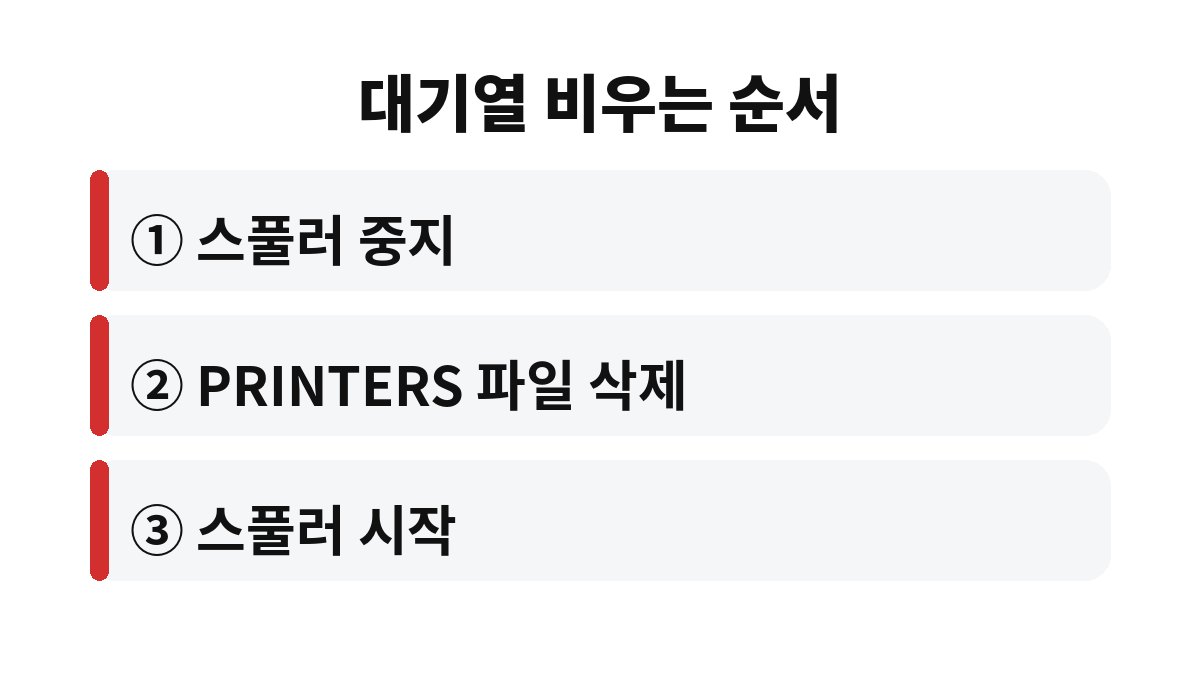 대기열 비우는 순서
① 스풀러 중지
② PRINTERS 파일 삭제
③ 스풀러 시작